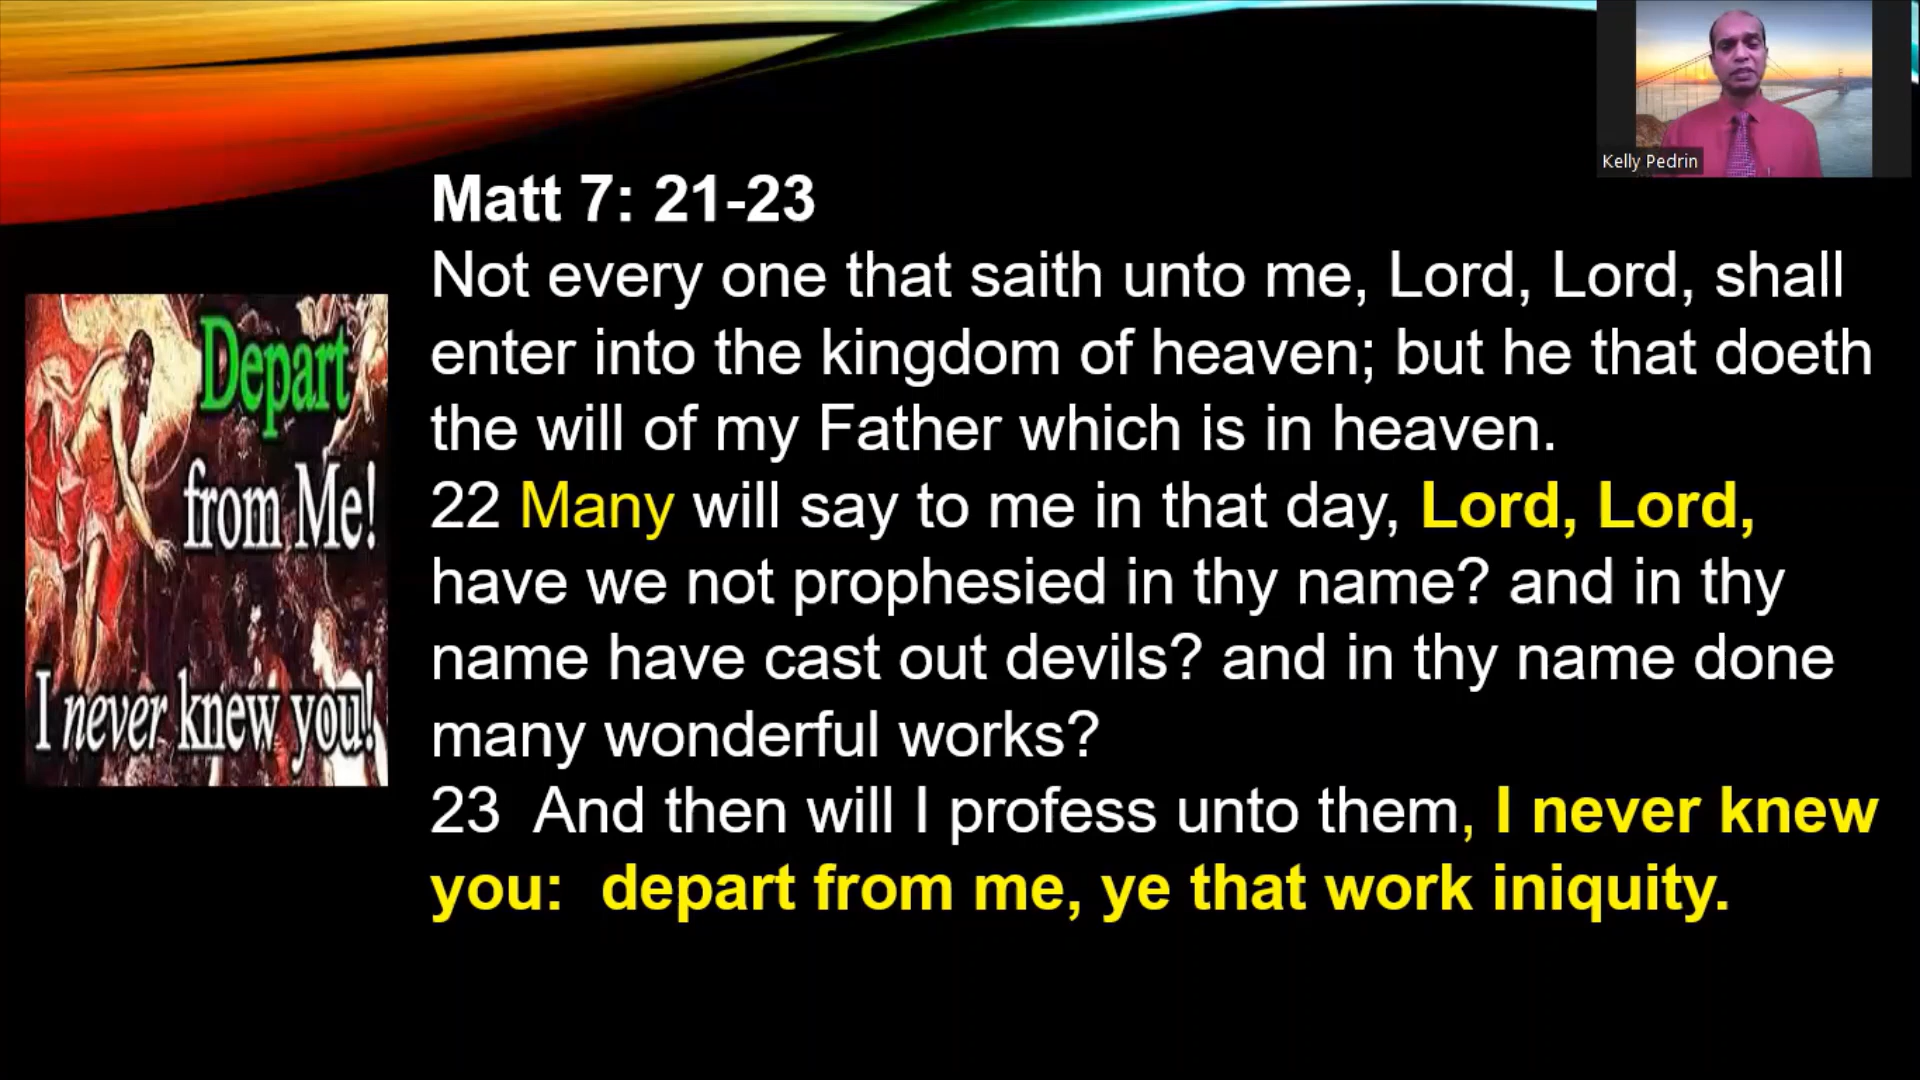 Kelly Pedrin
Matt 7: 21-23
Not every one that saith unto me, Lord, Lord, shall
enter into the kingdom of heaven; but he that doeth
the will of my Father which is in heaven.
22 Many will say to me in that day, Lord, Lord,
have we not prophesied in thy name? and in thy
name have cast out devils? and in thy name done
many wonderful works?
23  And then will I profess unto them, I never knew
you:  depart from me, ye that work iniquity.
Depart
from Me!
I never knew you!